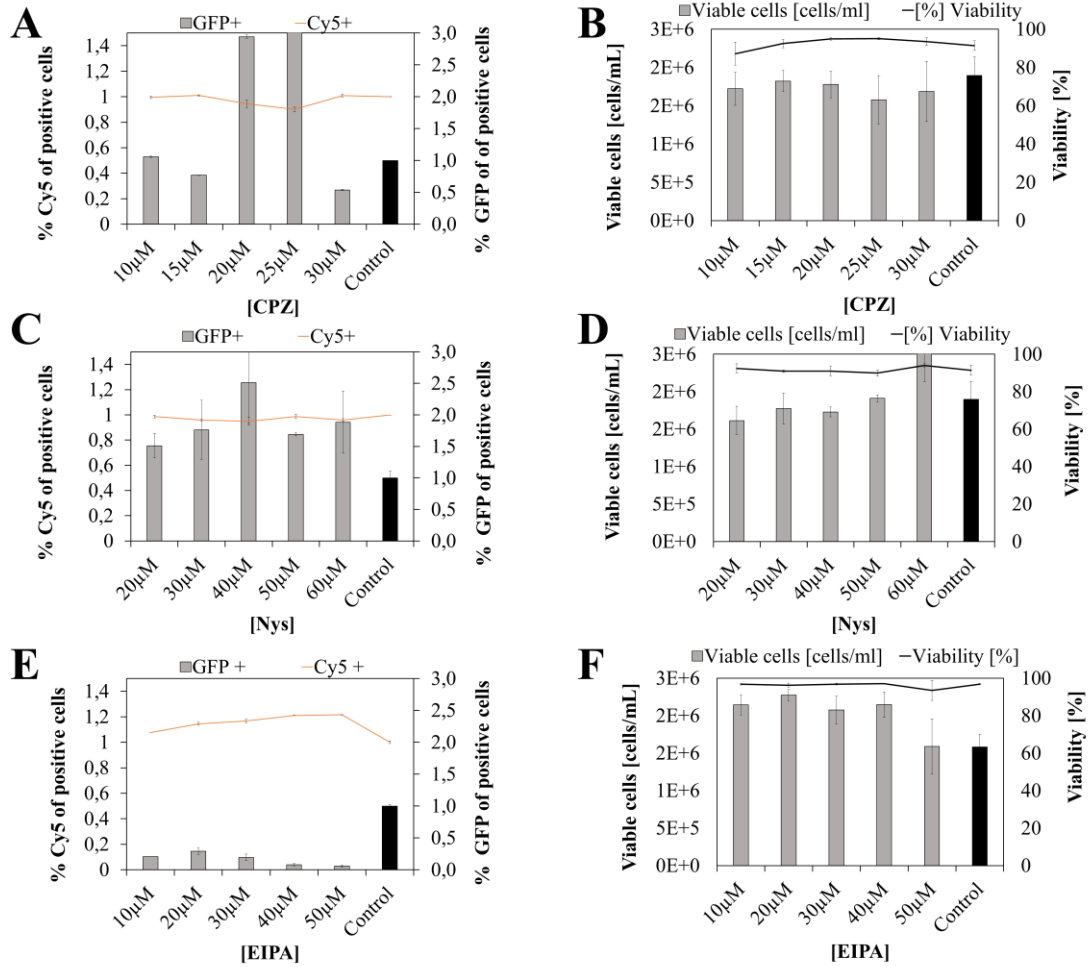 A
GFP+ Cy5+
% Cy5 of positive cells
1,4
1,2
1
0,8
0,6
0,4
0,2
0
3,0
2,5
2,0
1,5
1,0
0,5
0,0
% GFP of of positive cells
10µM 15µM 20µM 25µM 30µM Control
[CPZ]
B
Viable cells [cells/ml] [%] Viability
Viable cells [cells/mL]
3E+6
2E+6
2E+6
1E+6
5E+5
0E+0
100
80
60
40
20
0
Viability [%]
10µM 15µM 20µM 25µM 30µM Control
[CPZ]
C
GFP+ Cy5+
% Cy5 of positive cells
1,4
1,2
1
0,8
0,6
0,4
0,2
0
3,0
2,5
2,0
1,5
1,0
0,5
0,0
% GFP of positive cells
20µM 30µM 40µM 50µM 60µM Control
[Nys]
D
Viable cells [cells/ml] [%] Viability
Viable cells [cells/mL]
3E+6
2E+6
2E+6
1E+6
5E+5
0E+0
100
80
60
40
20
0
Viability [%]
20µM 30µM 40µM 50µM 60µM Control
[Nys]
E
GFP + Cy5 +
% Cy5 of positive cells
1,4
1,2
1
0,8
0,6
0,4
0,2
0
3,0
2,5
2,0
1,5
1,0
0,5
0,0
% GFP of positive cells
10µM 20µM 30µM 40µM 50µM Control
[EIPA]
F
Viable cells [cells/ml] Viability [%]
Viable cells [cells/mL]
3E+6
2E+6
2E+6
1E+6
5E+5
0E+0
100
80
60
40
20
0
Viability [%]
10µM 20µM 30µM 40µM 50µM Control
[EIPA]